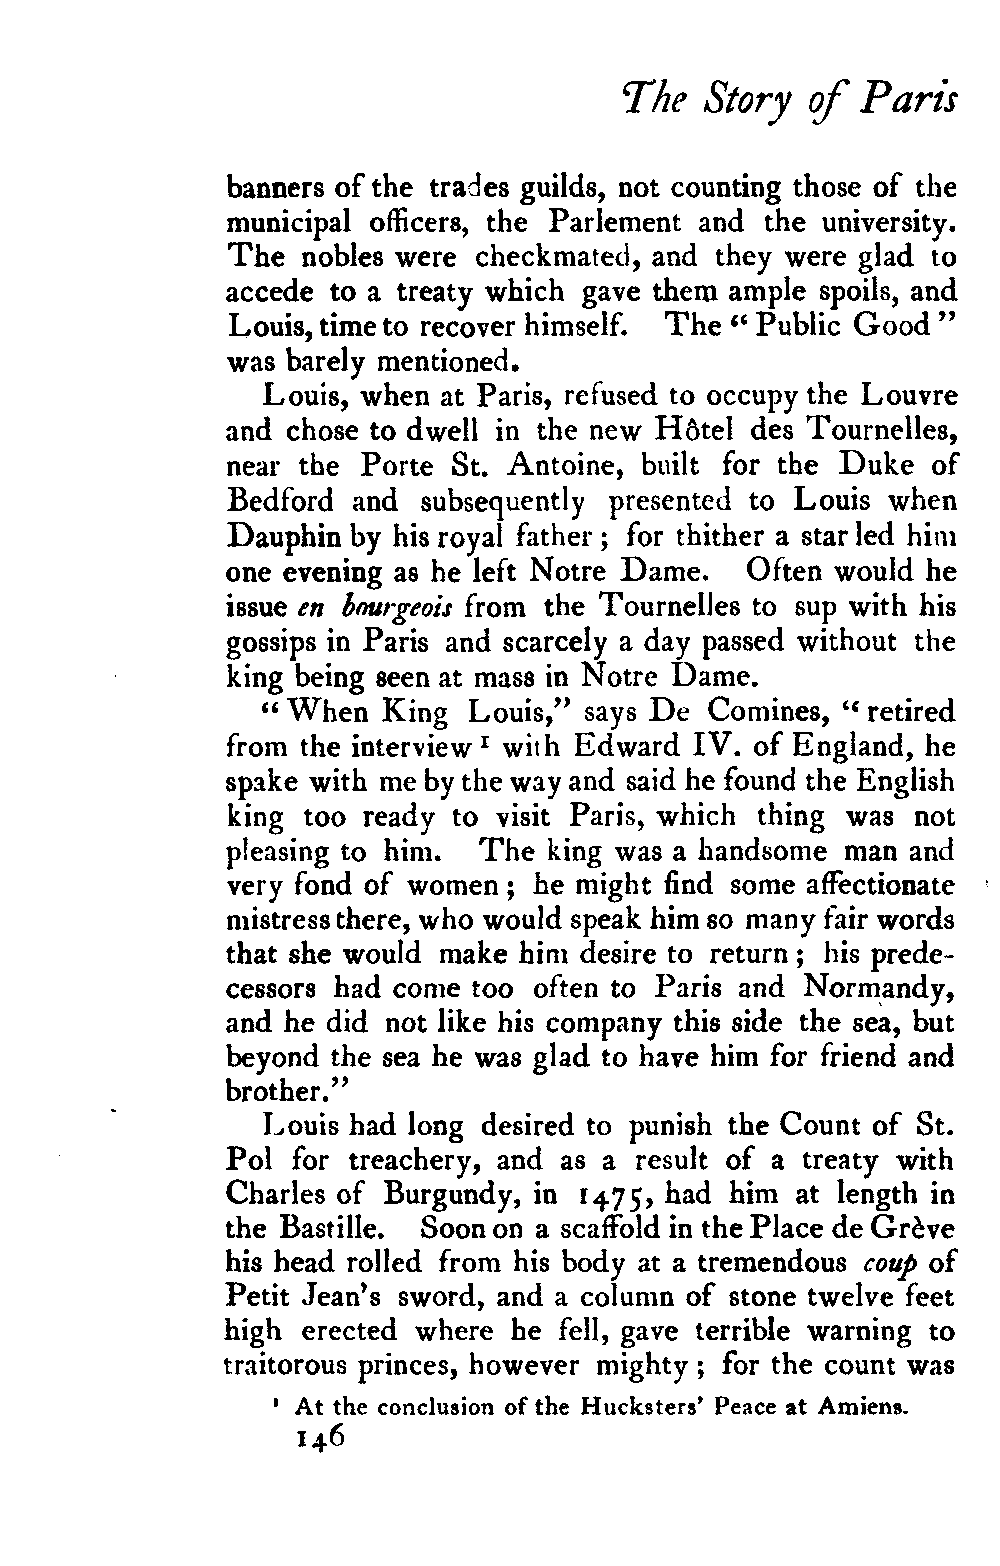 The Story of Paris
banners of the trades guilds, not counting those of the
municipal officers, the Parlement and the university.
The nobles were checkmated, and they were glad to
accede to a treaty which gave them ample spoils, and
Louis, time to recover himself. The “ Public Good ”
was barely mentioned.
Louis, when at Paris, refused to occupy the Louvre
and chose to dwell in the new Hôtel des Tournelles,
near the Porte St. Antoine, built for the Duke of
Bedford and subsequently presented to Louis when
Dauphin by his royal father ; for thither a star led him
one evening as he left Notre Dame. Often would he
issue en bourgeois from the Tournelles to sup with his
gossips in Paris and scarcely a day passed without the
king being seen at mass in Notre Dame.
“ When King Louis,” says De Comines, “ retired
from the interview ¹ with Edward IV. of England, he
spake with me by the way and said he found the English
king too ready to visit Paris, which thing was not
pleasing to him. The king was a handsome man and
very fond of women ; he might find some affectionate
mistress there, who would speak him so many fair words
that she would make him desire to return ; his prede-
cessors had come too often to Paris and Normandy,
and he did not like his company this side the sea, but
beyond the sea he was glad to have him for friend and
brother.”
Louis had long desired to punish the Count of St.
Pol for treachery, and as a result of a treaty with
Charles of Burgundy, in 1475, had him at length in
the Bastille. Soon on a scaffold in the Place de Grève
his head rolled from his body at a tremendous coup of
Petit Jean’s sword, and a column of stone twelve feet
high erected where he fell, gave terrible warning to
traitorous princes, however mighty ; for the count was
¹ At the conclusion of the Hucksters’ Peace at Amiens.
146